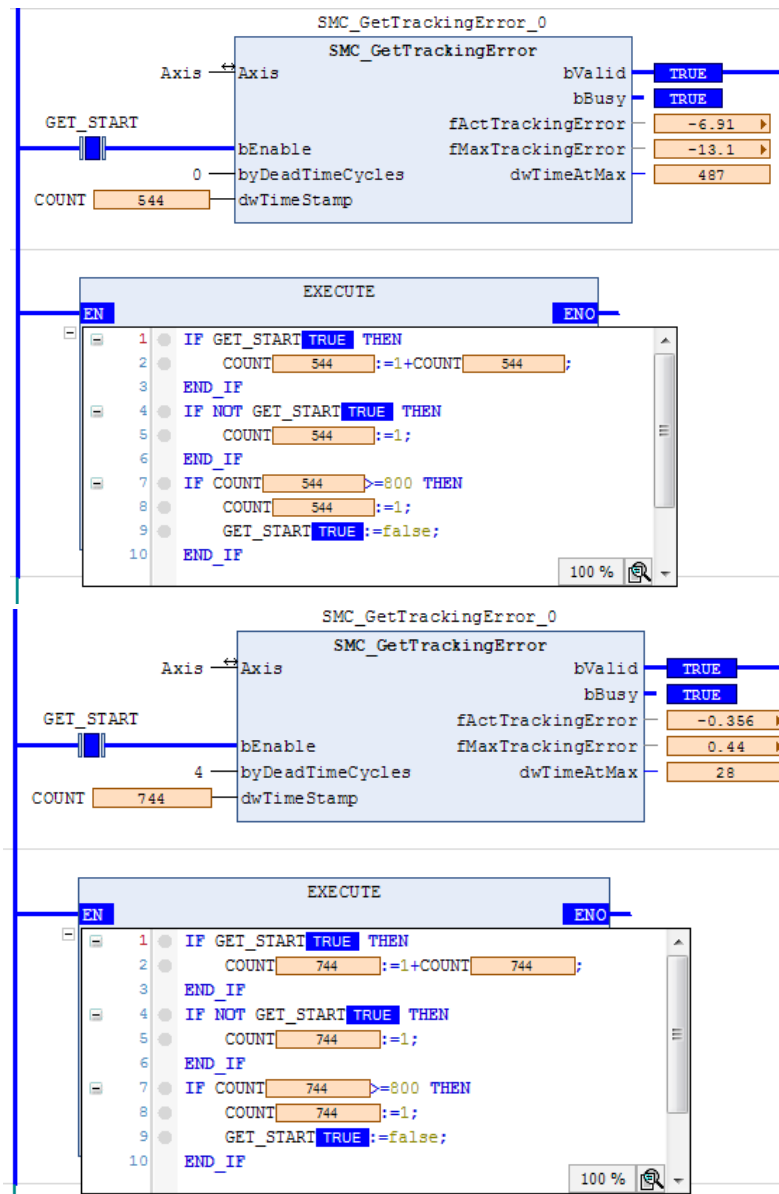 SMC_GetTrackingError_0
SMC_GetTrackingError
Axis Axis bValid TRUE
bBusy TRUE
GET_START fActTrackingError -6.91
fMaxTrackingError -13.1
bEnable
0 byDeadTimeCycles dwTimeAtMax 487
COUNT 544 dwTimeStamp
EXECUTE
EN ENO
1 IF GET_START TRUE THEN
2 COUNT 544 :=1+COUNT 544 ;
3 END_IF
4 IF NOT GET_START TRUE THEN
5 COUNT 544 :=1;
6 END_IF
7 IF COUNT 544 >=800 THEN
8 COUNT 544 :=1;
9 GET_START TRUE :=false;
10 END_IF
100 %
SMC_GetTrackingError_0
SMC_GetTrackingError
Axis Axis bValid TRUE
bBusy TRUE
GET_START fActTrackingError -0.356
bEnable fMaxTrackingError 0.44
4 byDeadTimeCycles dwTimeAtMax 28
COUNT 744 dwTimeStamp
EXECUTE
EN ENO
1 IF GET_START TRUE THEN
2 COUNT 744 :=1+COUNT 744 ;
3 END_IF
4 IF NOT GET_START TRUE THEN
5 COUNT 744 :=1;
6 END_IF
7 IF COUNT 744 >=800 THEN
8 COUNT 744 :=1;
9 GET_START TRUE :=false;
10 END_IF
100 %